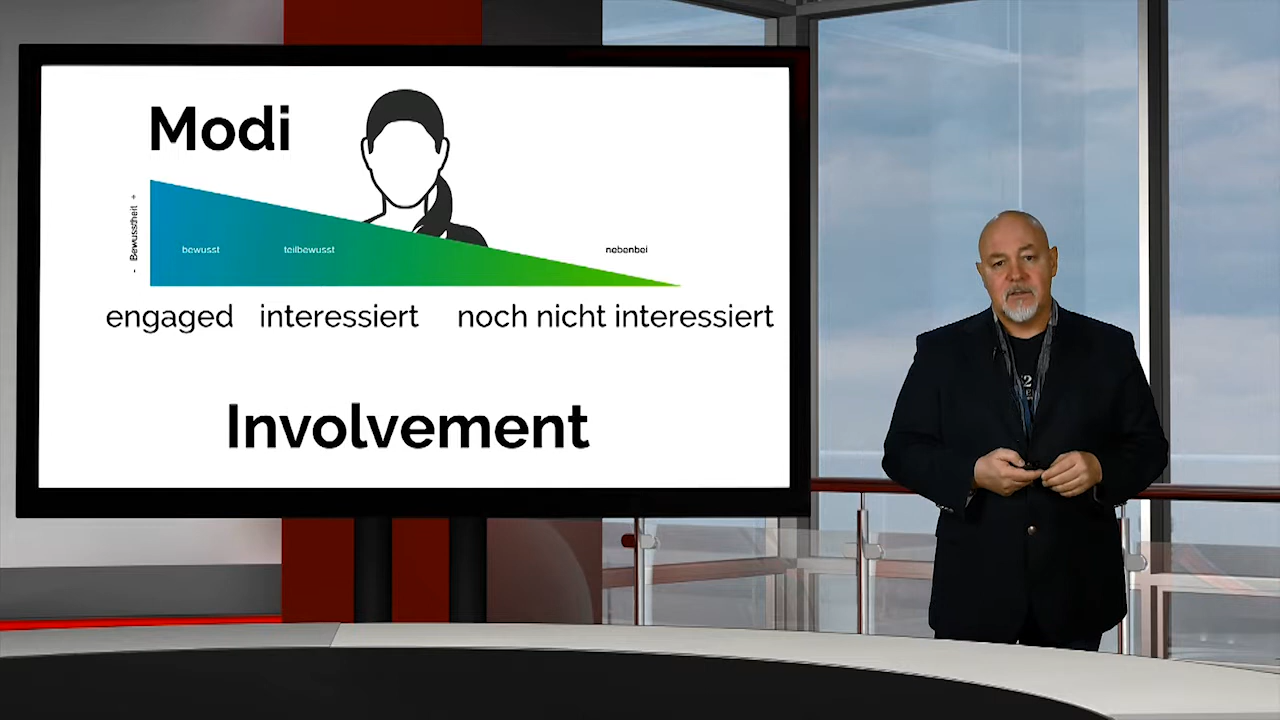 Modi
- Bewusstheit +
bewusst
teilbewusst
nebenbei
engaged
interessiert
noch nicht interessiert
Involvement